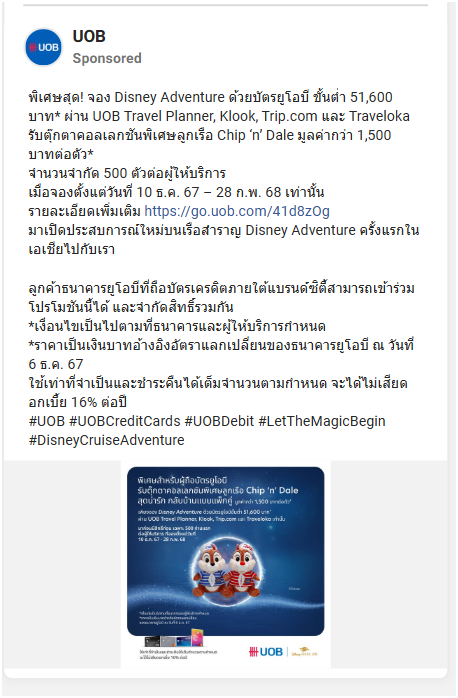 UOB
UOB
Sponsored
พิเศษสุด! จอง Disney Adventure ด้วยบัตรยูโอบี ขั้นต่ำ 51,600
บาท* ผ่าน UOB Travel Planner, Klook, Trip.com และ Traveloka
รับตุ๊กตาคอลเลกชันพิเศษลูกเรือ Chip ‘n’ Dale มูลค่ากว่า 1,500
บาทต่อตัว*
จำนวนจำกัด 500 ตัวต่อผู้ให้บริการ
เมื่อจองตั้งแต่วันที่ 10 ธ.ค. 67 – 28 ก.พ. 68 เท่านั้น
รายละเอียดเพิ่มเติม https://go.uob.com/41d8zOg
มาเปิดประสบการณ์ใหม่บนเรือสำราญ Disney Adventure ครั้งแรกใน
เอเชียไปกับเรา
ลูกค้าธนาคารยูโอบีที่ถือบัตรเครดิตภายใต้แบรนด์ซิตี้สามารถเข้าร่วม
โปรโมชันนี้ได้ และจำกัดสิทธิ์รวมกัน
*เงื่อนไขเป็นไปตามที่ธนาคารและผู้ให้บริการกำหนด
*ราคาเป็นเงินบาทอ้างอิงอัตราแลกเปลี่ยนของธนาคารยูโอบี ณ วันที่
6 ธ.ค. 67
ใช้เท่าที่จำเป็นและชำระคืนได้เต็มจำนวนตามกำหนด จะได้ไม่เสียด
อกเบี้ย 16% ต่อปี
#UOB #UOBCreditCards #UOBDebit #LetTheMagicBegin
#DisneyCruiseAdventure
พิเศษสำหรับผู้ถือบัตรยูโอบี
รับตุ๊กตาคอลเลกชันพิเศษลูกเรือ Chip ‘n’ Dale
สุดน่ารัก กลับบ้านแบบแพ็กคู่ มูลค่ากว่า 1,500 บาทต่อตัว*
เพียงจอง Disney Adventure ด้วยบัตรยูโอบีขั้นต่ำ 51,600 บาท*
ผ่าน UOB Travel Planner, Klook, Trip.com และ Traveloka เท่านั้น
10 ธ.ค. 67 - 28 ก.พ. 68
UOB